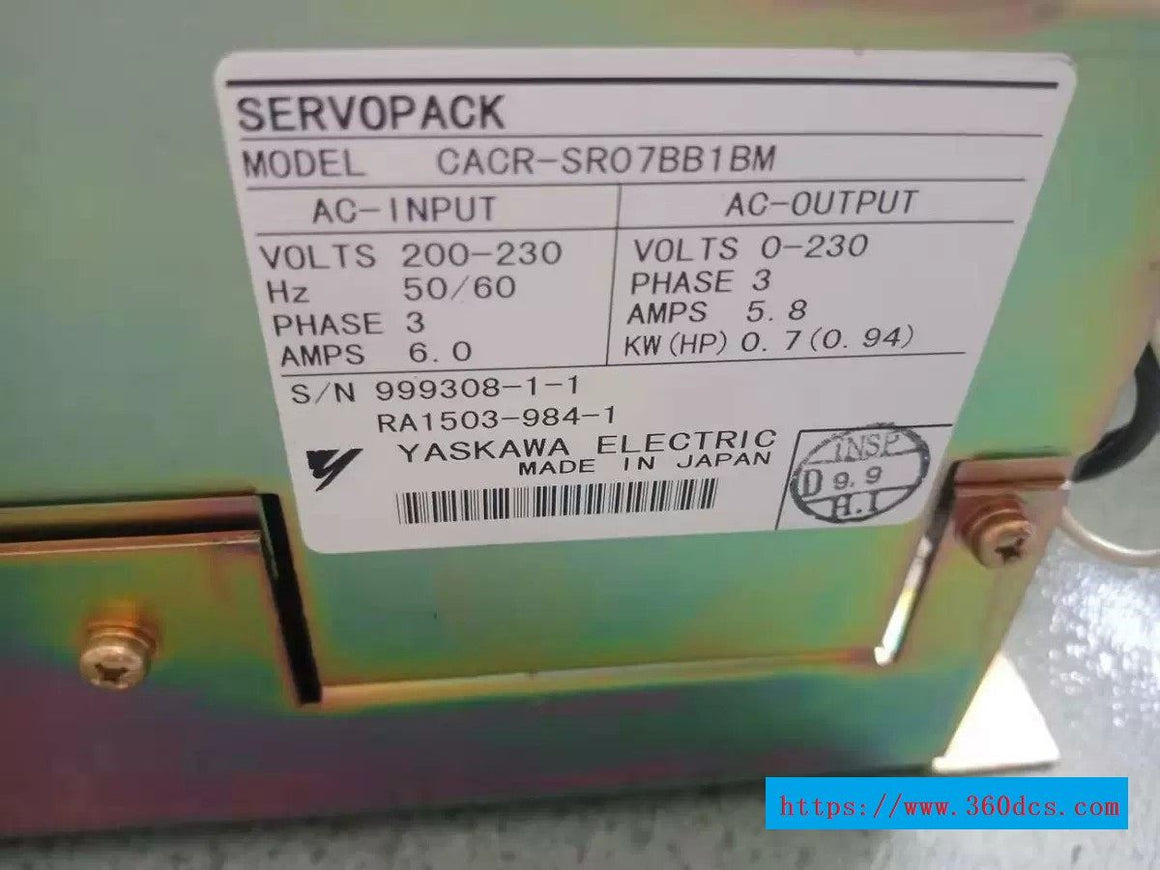 SERVOPACK
MODEL CACR-SR07BB1BM
AC-INPUT AC-OUTPUT
VOLTS 200-230 VOLTS 0-230
Hz 50/60 PHASE 3
PHASE 3 AMPS 5.8
AMPS 6.0 KW(HP) 0.7(0.94)
S/N 999308-1-1
RA1503-984-1
YASKAWA ELECTRIC
MADE IN JAPAN
INSP
D 9.9
H.I
https://www.360dcs.com